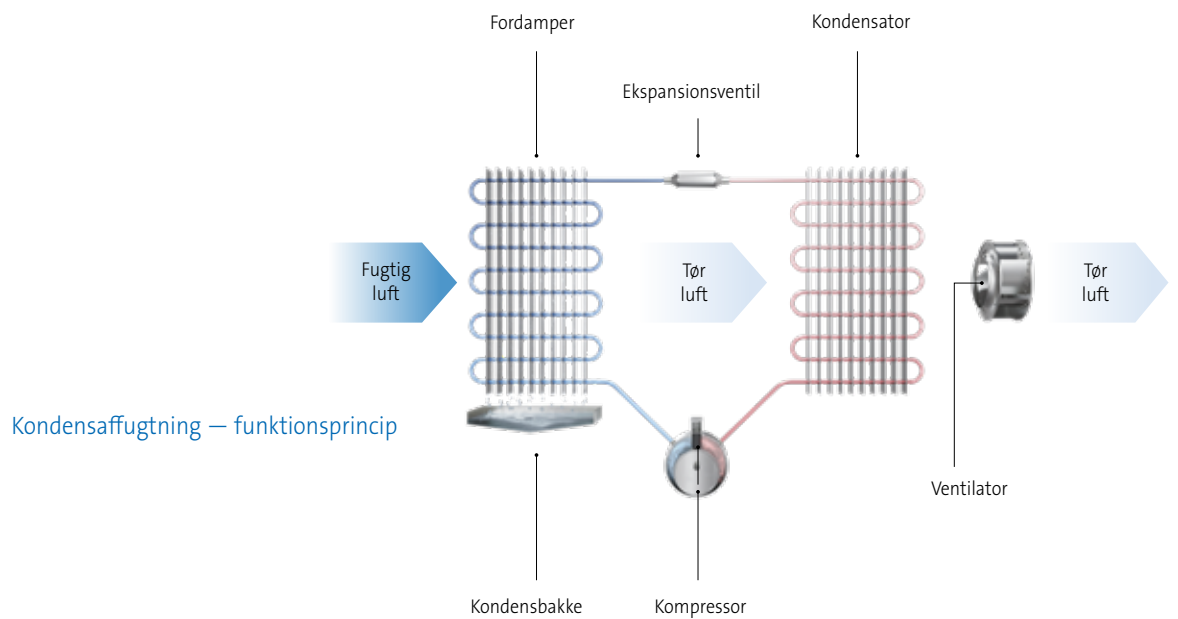 Fordamper
Kondensator
Ekspansionsventil
Fugtig
luft
Tør
luft
Tør
luft
Kondensaffugtning — funktionsprincip
Ventilator
Kondensbakke
Kompressor